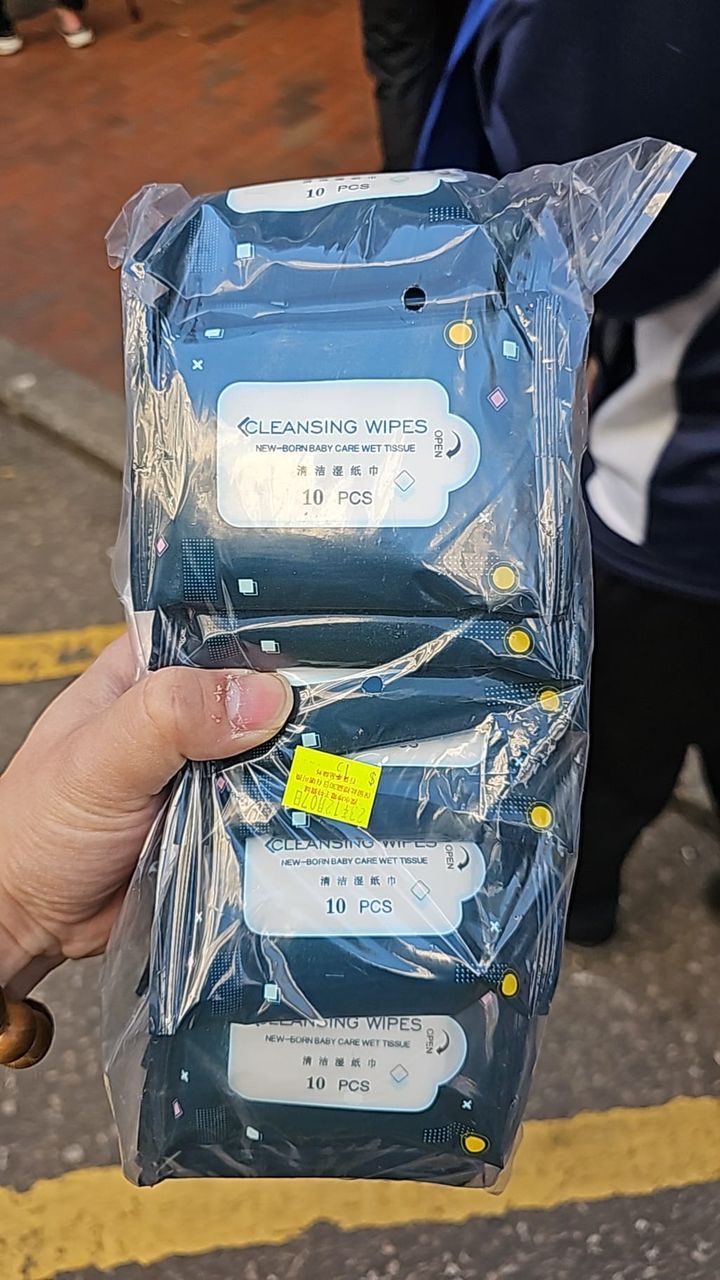 10 PCS
CLEANSING WIPES
OPEN
NEW-BORN BABY CARE WET TISSUE
清洁湿纸巾
10 PCS
$
CLEANSING WIPES
OPEN
NEW-BORN BABY CARE WET TISSUE
清洁湿纸巾
10 PCS
CLEANSING WIPES
OPEN
NEW-BORN BABY CARE WET TISSUE
清洁湿纸巾
10 PCS